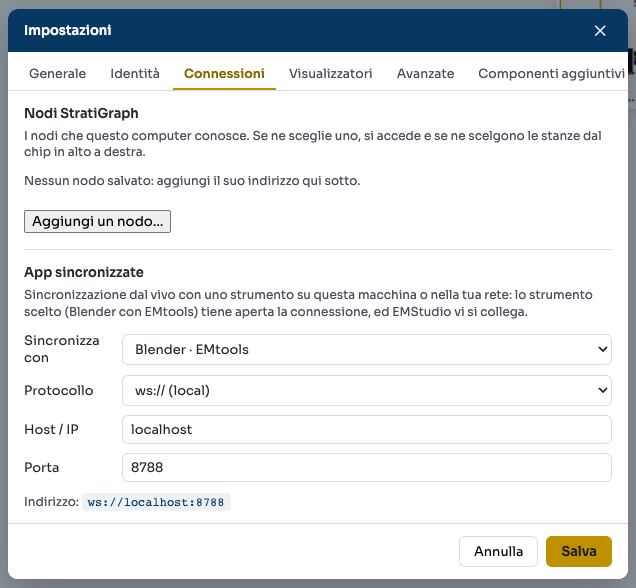 Impostazioni
Generale Identità Connessioni Visualizzatori Avanzate Componenti aggiuntivi
Nodi StratiGraph
I nodi che questo computer conosce. Se ne sceglie uno, si accede e se ne scelgono le stanze dal
chip in alto a destra.
Nessun nodo salvato: aggiungi il suo indirizzo qui sotto.
Aggiungi un nodo...
App sincronizzate
Sincronizzazione dal vivo con uno strumento su questa macchina o nella tua rete: lo strumento
scelto (Blender con EMtools) tiene aperta la connessione, ed EMStudio vi si collega.
Sincronizza
con
Blender · EMtools
Protocollo ws:// (local)
Host / IP localhost
Porta 8788
Indirizzo: ws://localhost:8788
Annulla Salva